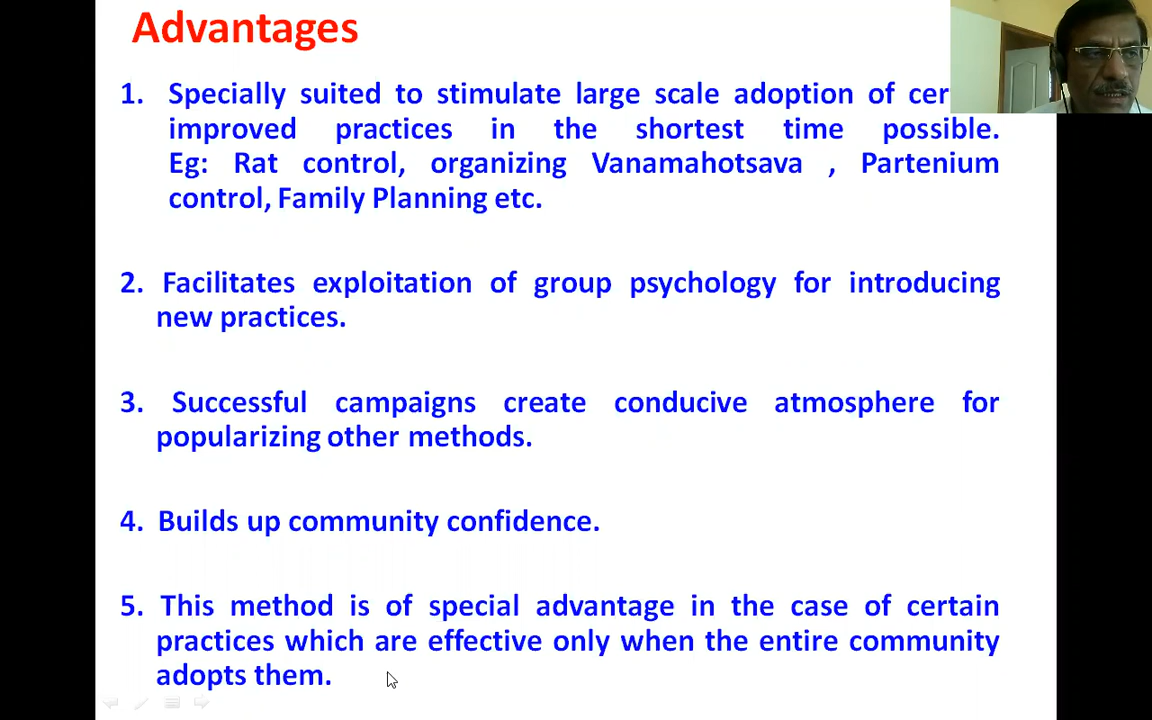 Advantages
1. Specially suited to stimulate large scale adoption of
improved practices in the shortest time possible.
Eg: Rat control, organizing Vanamahotsava , Partenium
control, Family Planning etc.
2. Facilitates exploitation of group psychology for introducing
new practices.
3. Successful campaigns create conducive atmosphere for
popularizing other methods.
4. Builds up community confidence.
5. This method is of special advantage in the case of certain
practices which are effective only when the entire community
adopts them.